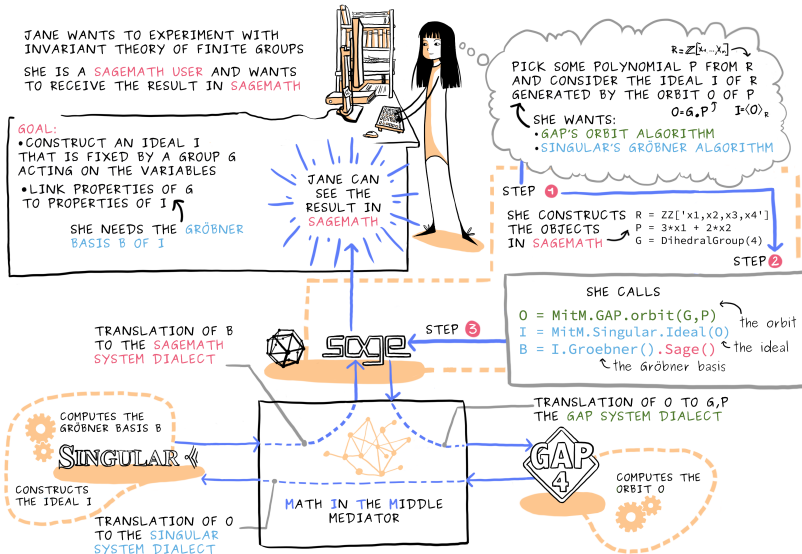 JANE WANTS TO EXPERIMENT WITH
INVARIANT THEORY OF FINITE GROUPS
SHE IS A SAGEMATH USER AND WANTS
TO RECEIVE THE RESULT IN SAGEMATH
GOAL:
•CONSTRUCT AN IDEAL I
THAT IS FIXED BY A GROUP G
ACTING ON THE VARIABLES
•LINK PROPERTIES OF G
TO PROPERTIES OF I
SHE NEEDS THE GRÖBNER
BASIS B OF I
JANE CAN
SEE THE
RESULT IN
SAGEMATH
R=ℤ[X₁,...,Xₙ]
PICK SOME POLYNOMIAL P FROM R
AND CONSIDER THE IDEAL I OF R
GENERATED BY THE ORBIT O OF P
O=G.P I=⟨O⟩R
SHE WANTS:
•GAP'S ORBIT ALGORITHM
•SINGULAR'S GRÖBNER ALGORITHM
STEP 1
SHE CONSTRUCTS
THE OBJECTS
IN SAGEMATH
R = ZZ['x1,x2,x3,x4']
P = 3*x1 + 2*x2
G = DihedralGroup(4)
STEP 2
SHE CALLS
O = MitM.GAP.orbit(G,P)
I = MitM.Singular.Ideal(O)
B = I.Groebner().Sage()
the orbit
the ideal
the Gröbner basis
STEP 3
sage
TRANSLATION OF B
TO THE SAGEMATH
SYSTEM DIALECT
TRANSLATION OF O TO G,P
THE GAP SYSTEM DIALECT
COMPUTES THE
GRÖBNER BASIS B
SINGULAR
CONSTRUCTS
THE IDEAL I
MATH IN THE MIDDLE
MEDIATOR
GAP
4
COMPUTES THE
ORBIT O
TRANSLATION OF O
TO THE SINGULAR
SYSTEM DIALECT